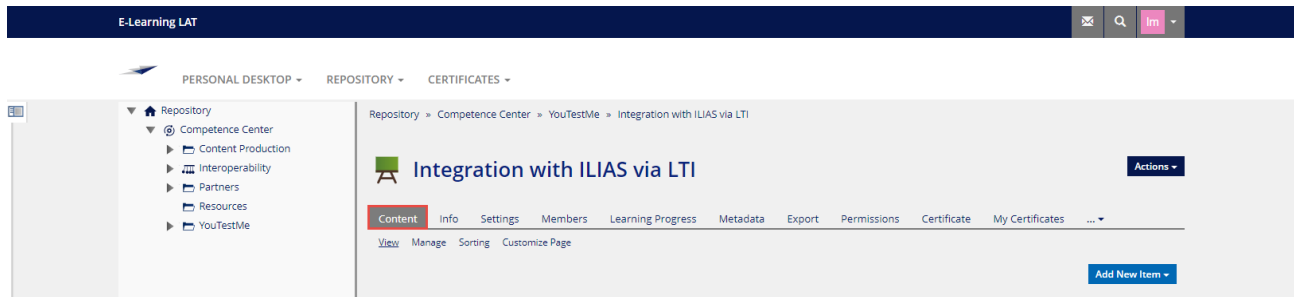 E-Learning LAT
lm
PERSONAL DESKTOP REPOSITORY CERTIFICATES
Repository
Competence Center
Content Production
Interoperability
Partners
Resources
YouTestMe
Repository » Competence Center » YouTestMe » Integration with ILIAS via LTI
Integration with ILIAS via LTI
Actions
Content Info Settings Members Learning Progress Metadata Export Permissions Certificate My Certificates ...
View Manage Sorting Customize Page
Add New Item